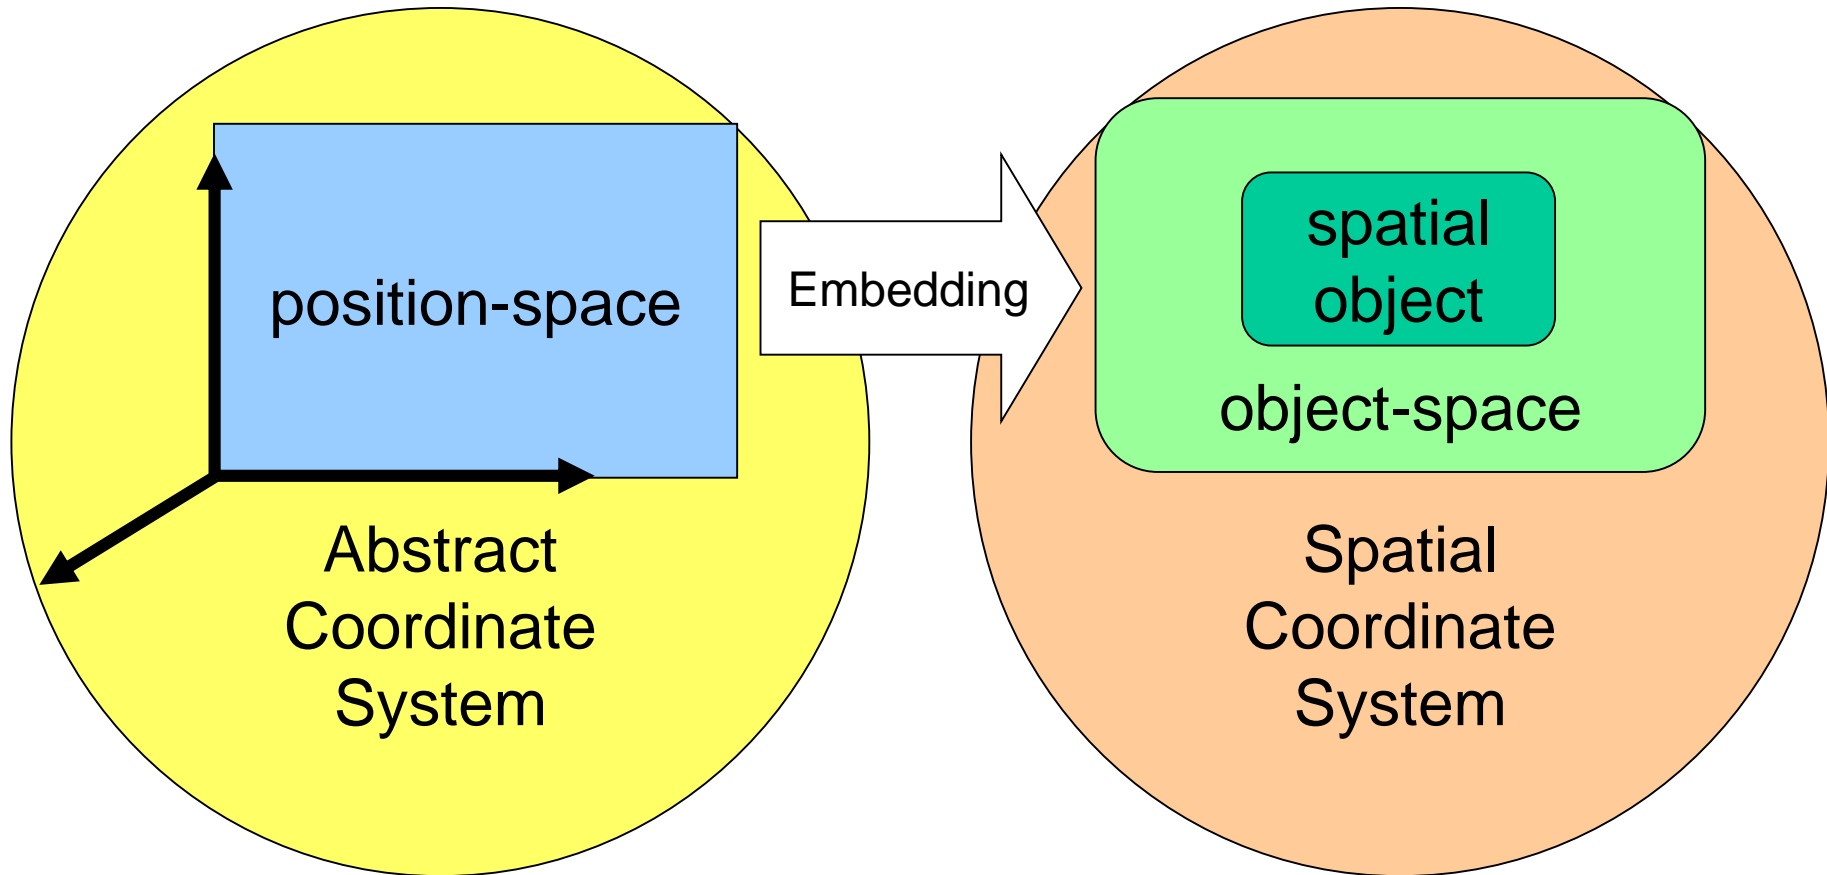 position-space
Abstract
Coordinate
System
Embedding
spatial
object
object-space
Spatial
Coordinate
System